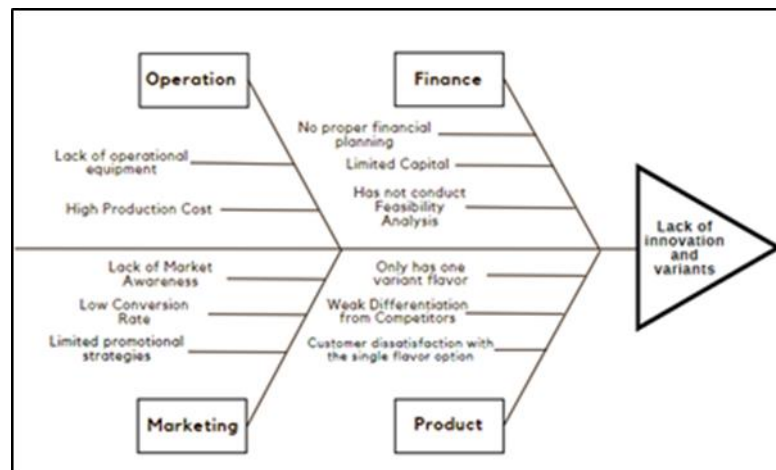 Operation
Finance
No proper financial
planning
Lack of operational
equipment
Limited Capital
High Production Cost
Has not conduct
Feasibility
Analysis
Lack of
innovation
and
variants
Lack of Market
Awareness
Only has one
variant flavor
Low Conversion
Rate
Weak Differentiation
from Competitors
Limited promotional
strategies
Customer dissatisfaction with
the single flavor option
Marketing
Product